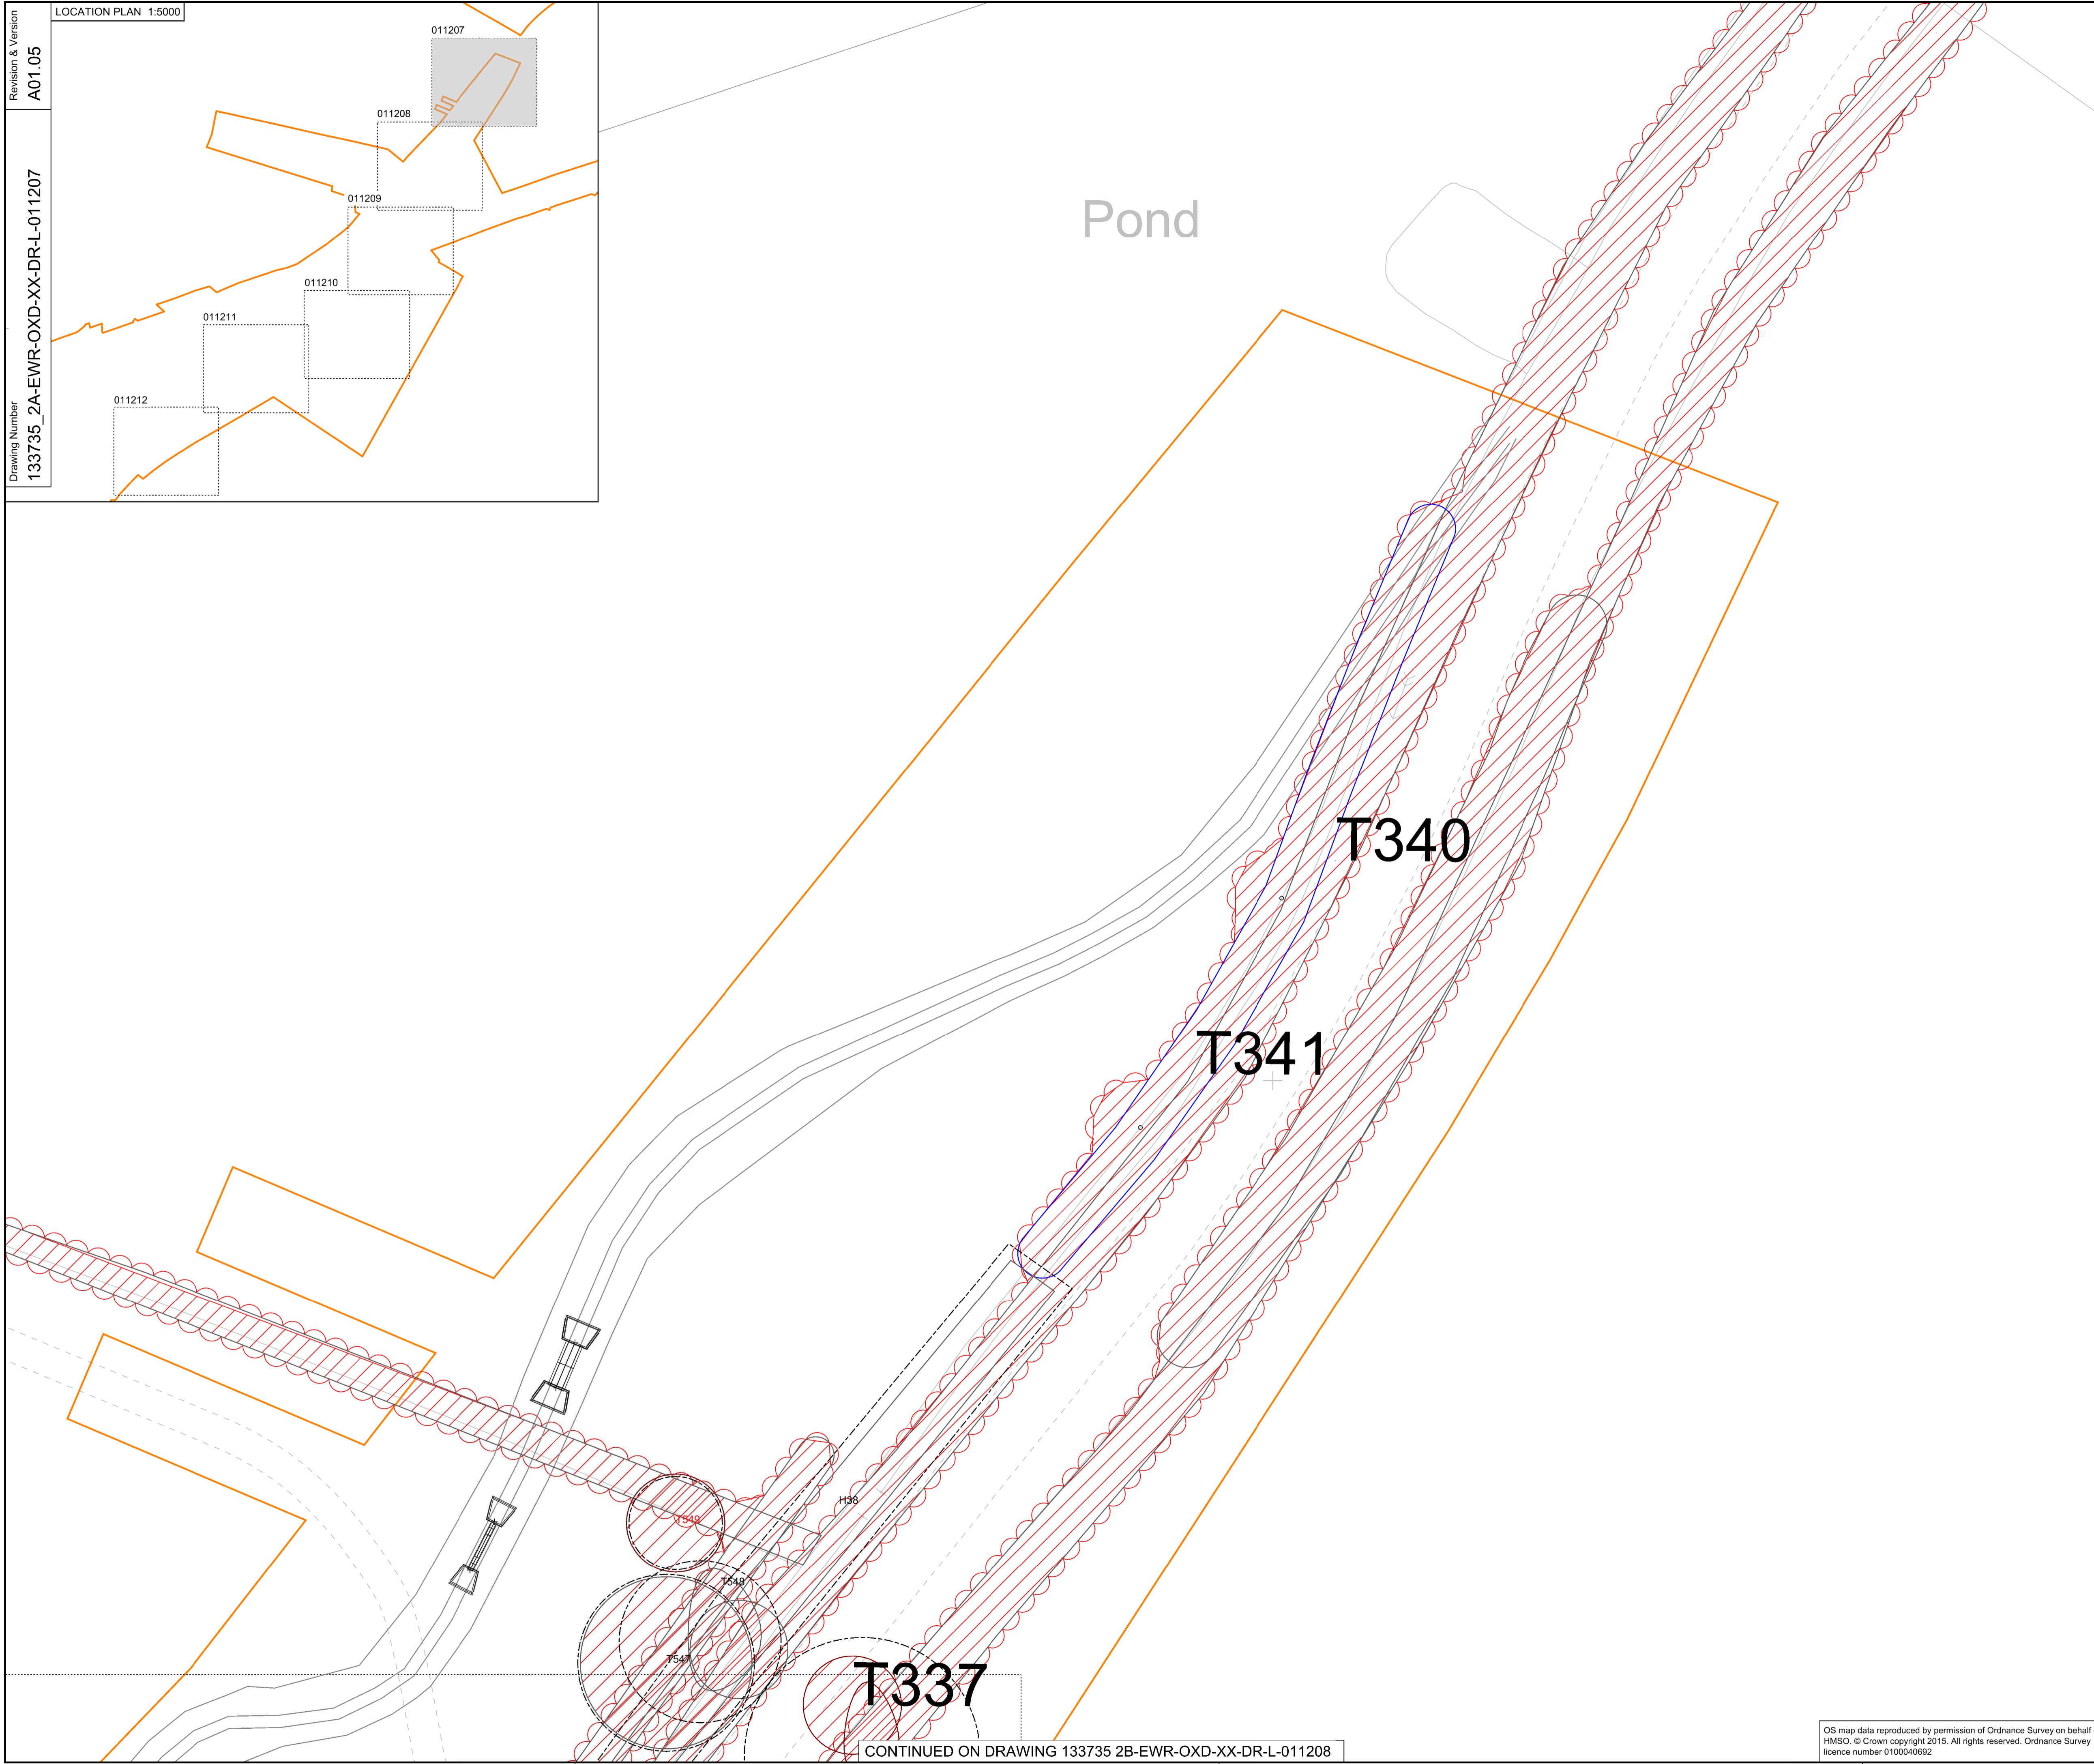 Revision & Version
A01.05
Drawing Number
133735_2A-EWR-OXD-XX-DR-L-011207
LOCATION PLAN 1:5000
011207
011208
011209
011210
011211
011212
Pond
T340
T341
H38
T549
T548
T547
T337
CONTINUED ON DRAWING 133735 2B-EWR-OXD-XX-DR-L-011208
OS map data reproduced by permission of Ordnance Survey on behalf
HMSO. © Crown copyright 2015. All rights reserved. Ordnance Survey
licence number 0100040692